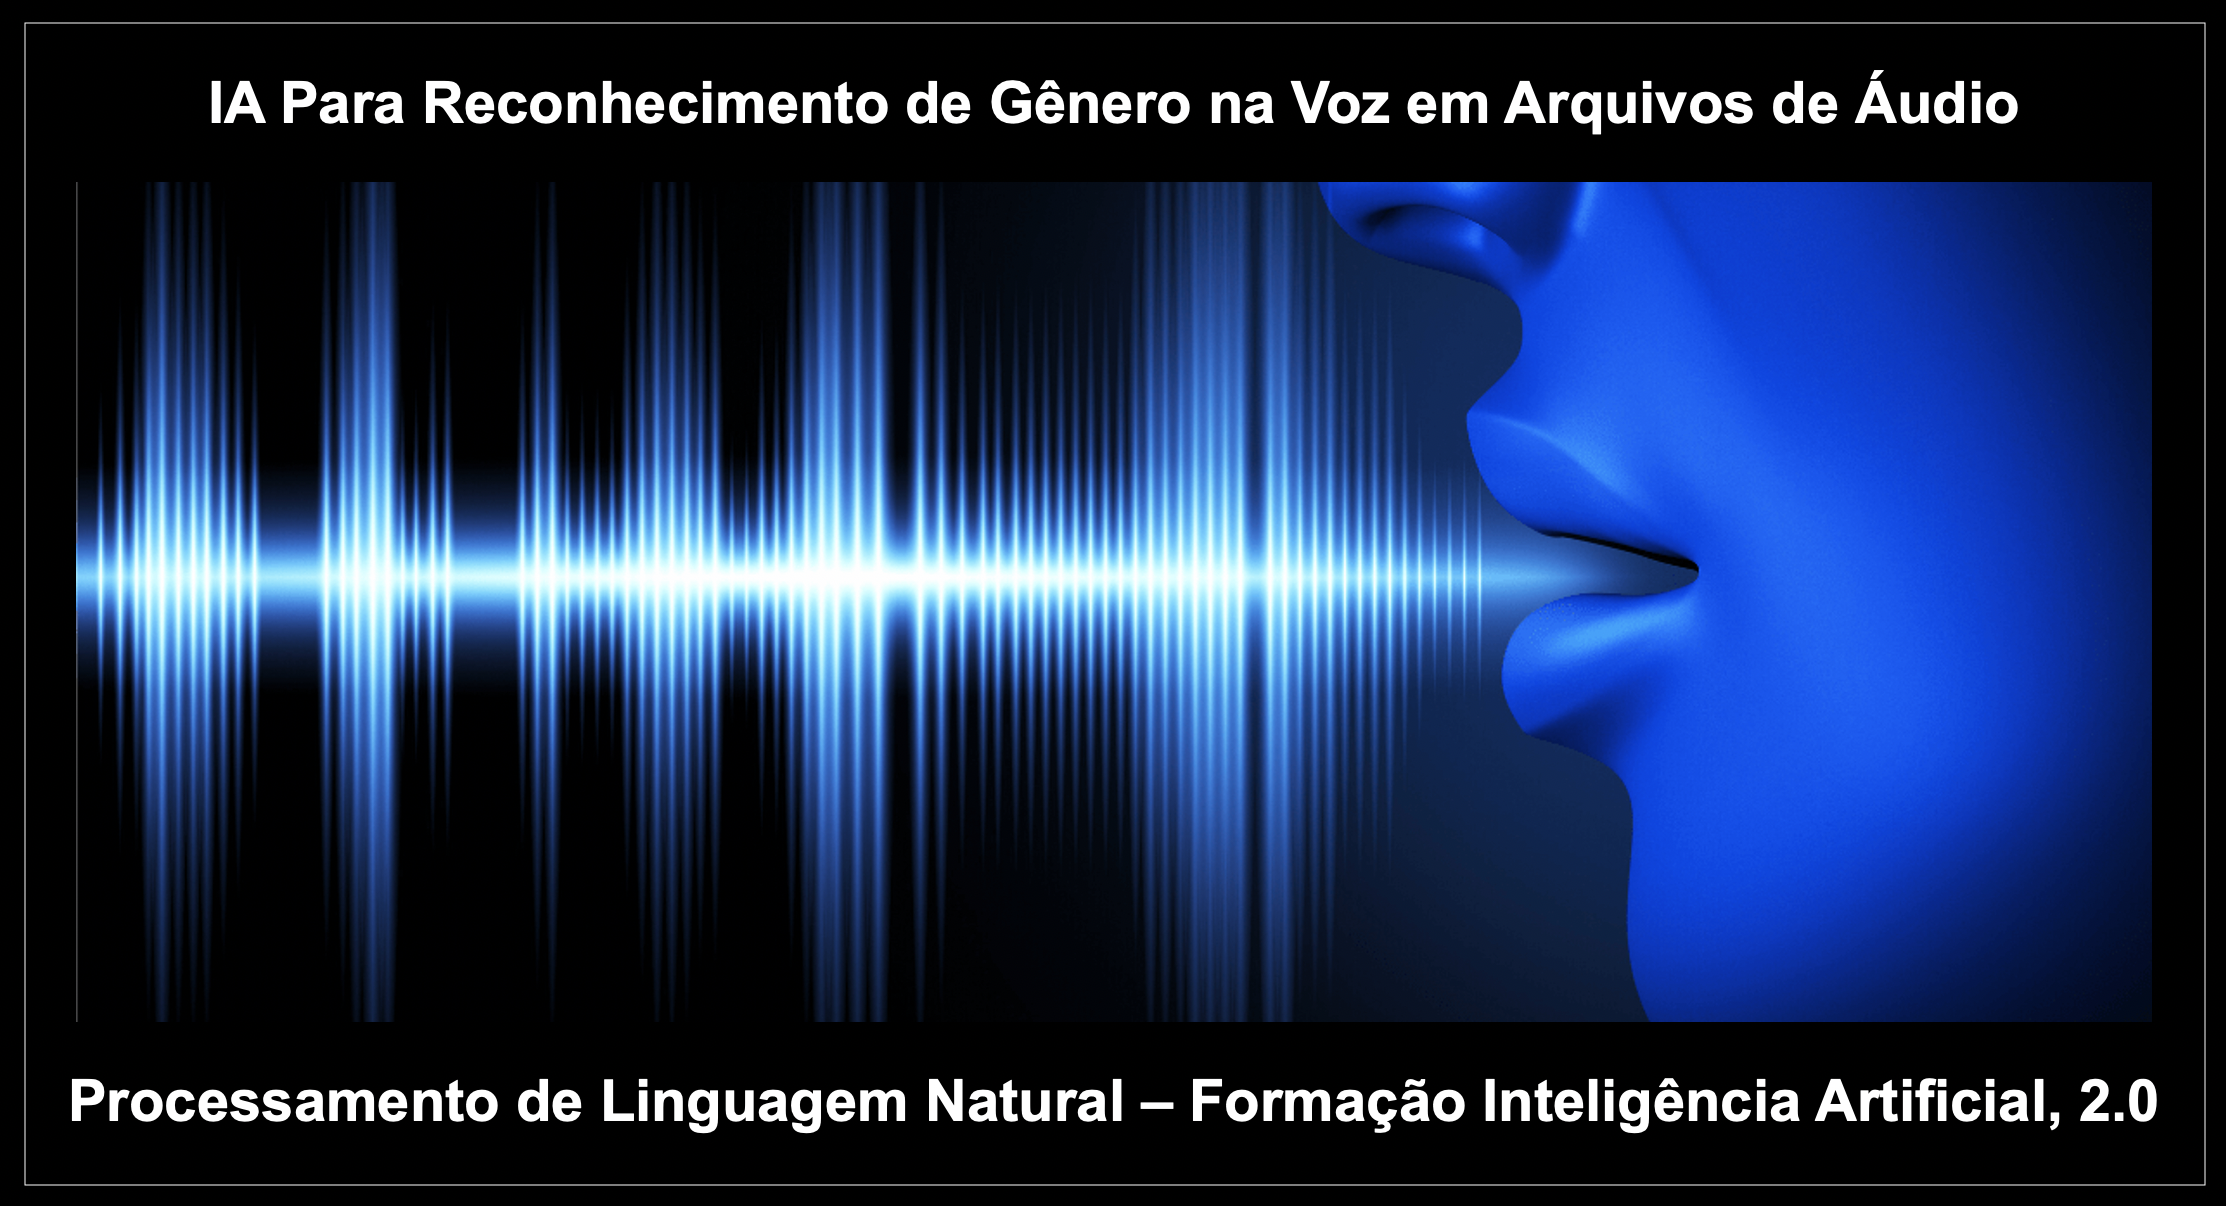 IA Para Reconhecimento de Gênero na Voz em Arquivos de Áudio
Processamento de Linguagem Natural – Formação Inteligência Artificial, 2.0